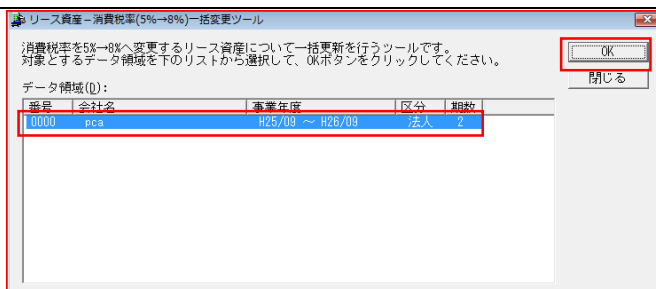 リース資産－消費税率(5%→8%)一括変更ツール
消費税率を5%→8%へ変更するリース資産について一括更新を行うツールです。
対象とするデータ領域を下のリストから選択して、OKボタンをクリックしてください。
OK
閉じる
データ領域(D):
番号 会社名 事業年度 区分 期数
0000 pca H25/09 ～ H26/09 法人 2